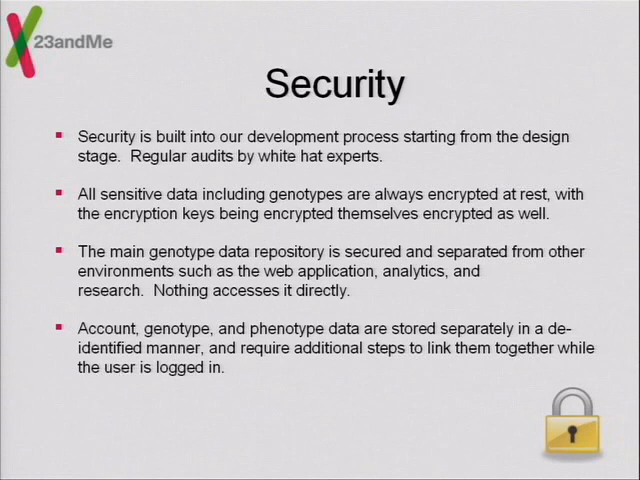 23andMe
Security
Security is built into our development process starting from the design
stage.  Regular audits by white hat experts.
All sensitive data including genotypes are always encrypted at rest, with
the encryption keys being encrypted themselves encrypted as well.
The main genotype data repository is secured and separated from other
environments such as the web application, analytics, and
research.  Nothing accesses it directly.
Account, genotype, and phenotype data are stored separately in a de-
identified manner, and require additional steps to link them together while
the user is logged in.